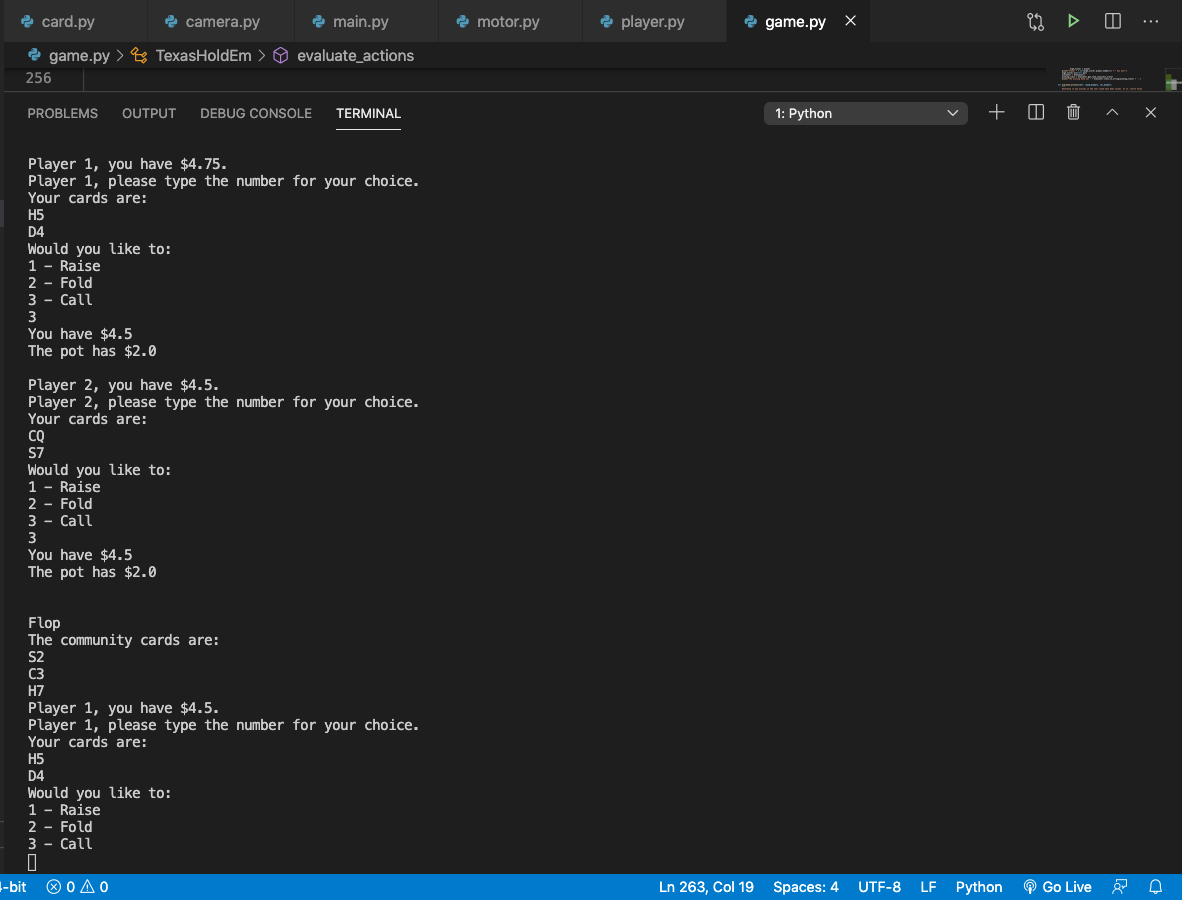 card.py camera.py main.py motor.py player.py game.py
game.py > TexasHoldEm > evaluate_actions
256
PROBLEMS OUTPUT DEBUG CONSOLE TERMINAL 1: Python
Player 1, you have $4.75.
Player 1, please type the number for your choice.
Your cards are:
H5
D4
Would you like to:
1 - Raise
2 - Fold
3 - Call
3
You have $4.5
The pot has $2.0
Player 2, you have $4.5.
Player 2, please type the number for your choice.
Your cards are:
CQ
S7
Would you like to:
1 - Raise
2 - Fold
3 - Call
3
You have $4.5
The pot has $2.0
Flop
The community cards are:
S2
C3
H7
Player 1, you have $4.5.
Player 1, please type the number for your choice.
Your cards are:
H5
D4
Would you like to:
1 - Raise
2 - Fold
3 - Call
-bit 0 0 Ln 263, Col 19 Spaces: 4 UTF-8 LF Python Go Live